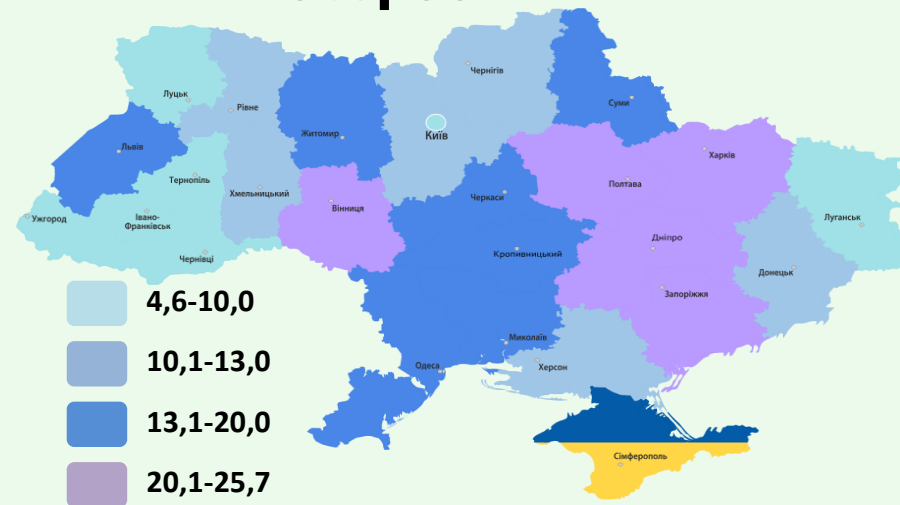 Чернігів
Луцьк
Рівне
Суми
Київ
Житомир
Львів
Харків
Тернопіль
Полтава
Хмельницький
Черкаси
Вінниця
Ужгород
Івано-
Франківськ
Луганськ
Дніпро
Кропивницький
Чернівці
Донецьк
Запоріжжя
4,6-10,0
Миколаїв
10,1-13,0
Одеса
Херсон
13,1-20,0
Сімферополь
20,1-25,7